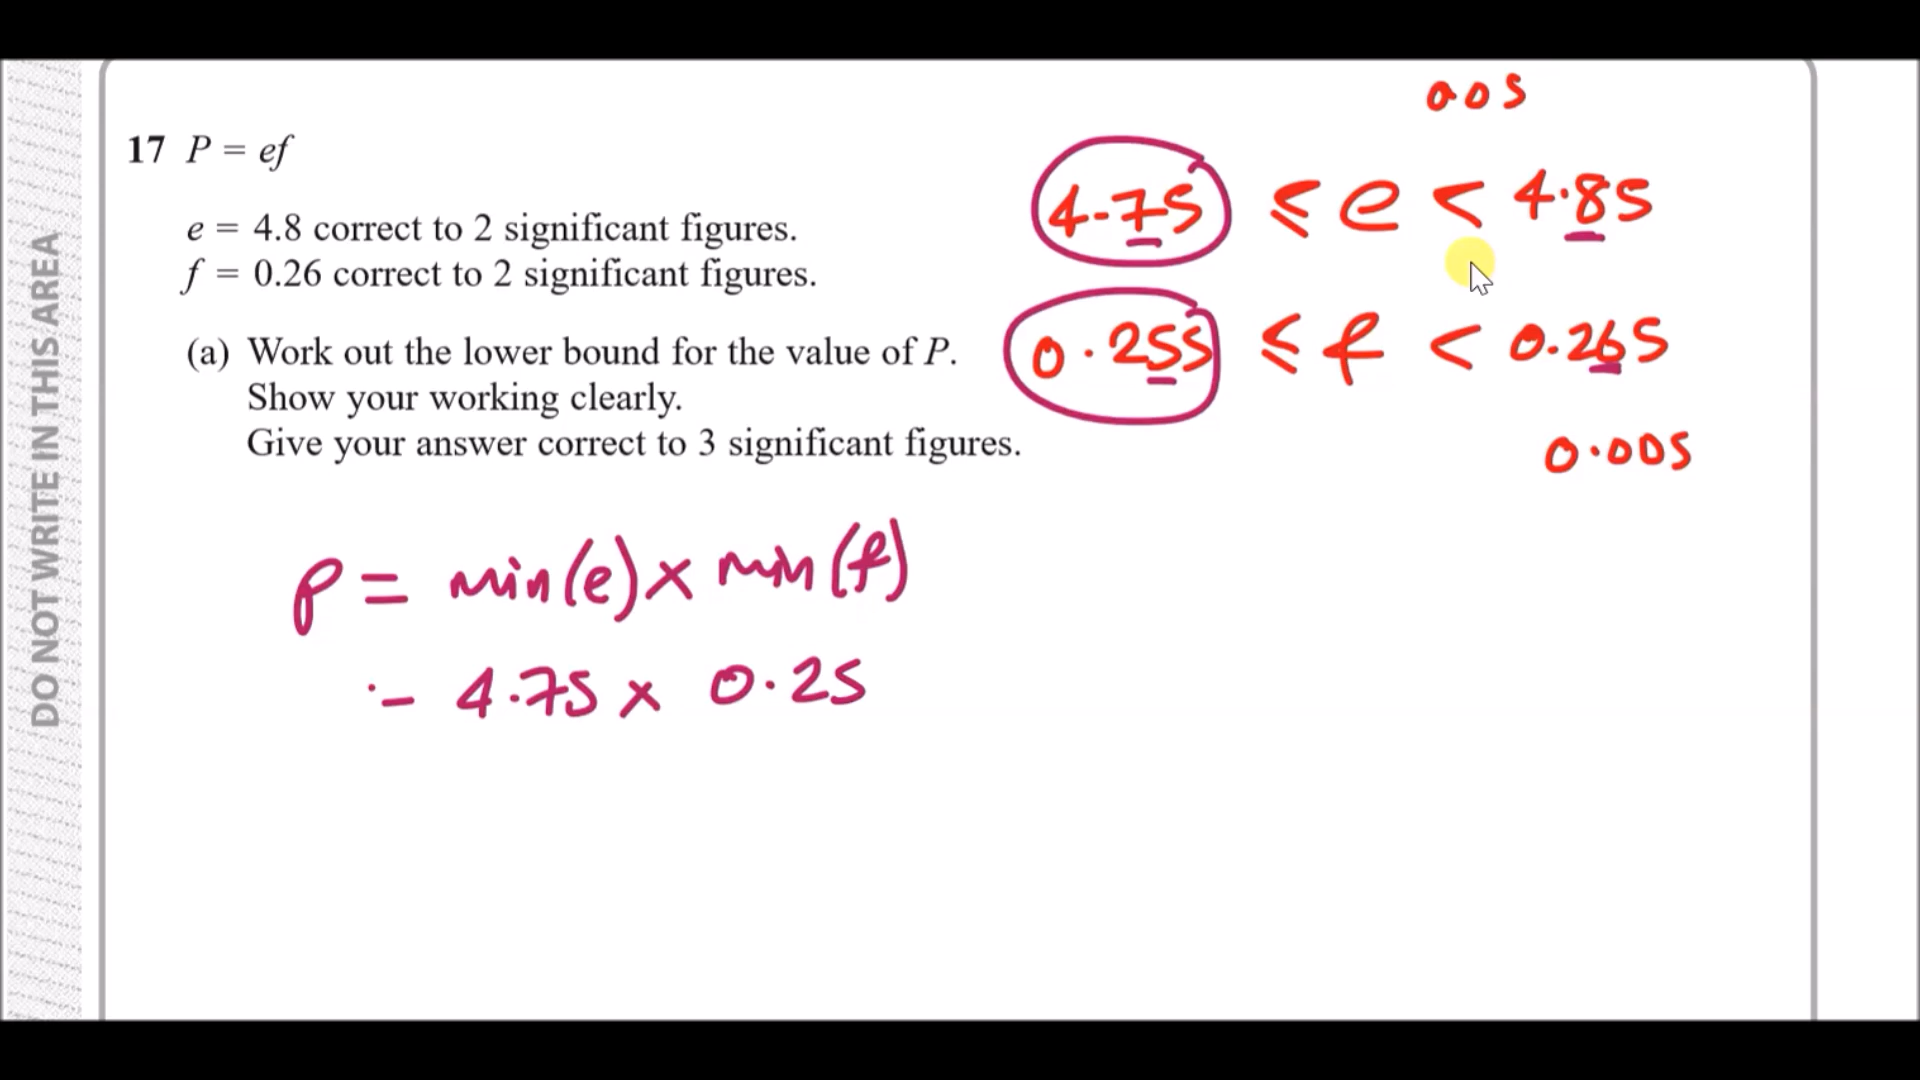 DO NOT WRITE IN THIS AREA
17 P = ef
e = 4.8 correct to 2 significant figures.
f = 0.26 correct to 2 significant figures.
(a) Work out the lower bound for the value of P.
Show your working clearly.
Give your answer correct to 3 significant figures.
0.05
4.75 ≤ e < 4.85
0.255 ≤ f < 0.265
0.005
P = min(e) x min(f)
= 4.75 x 0.25